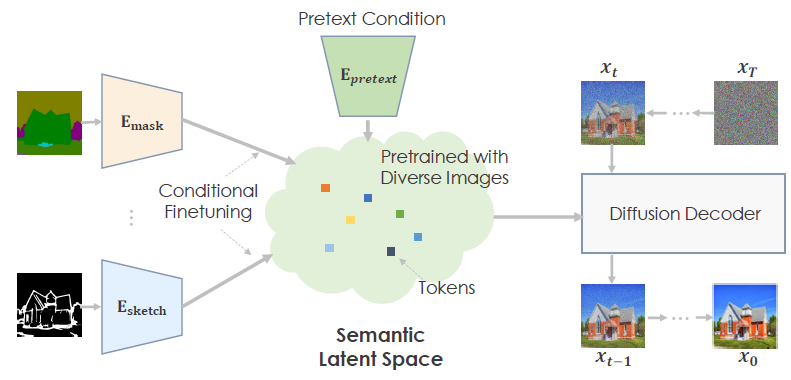 Pretext Condition
E_pretext
x_t
x_T
E_mask
Pretrained with
Diverse Images
Conditional
Finetuning
Diffusion Decoder
Tokens
E_sketch
Semantic
Latent Space
x_{t−1}
x_0